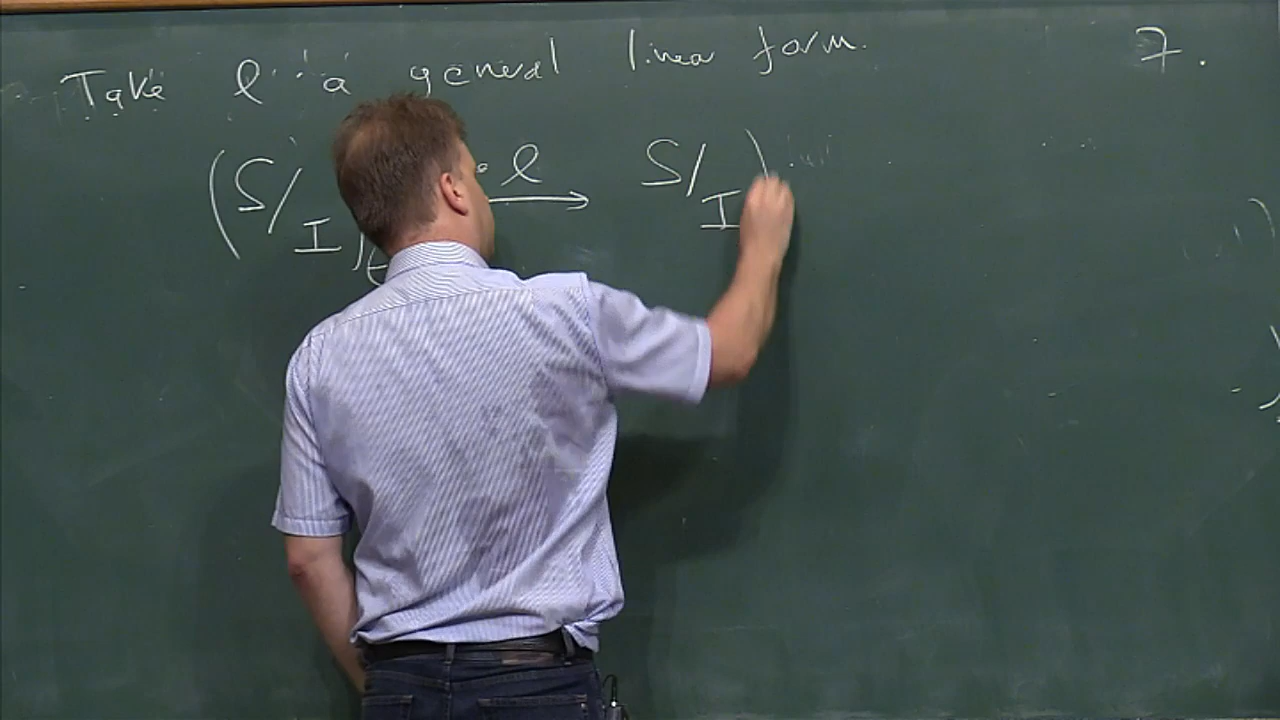 Take ℓ a general linear form. 7.
(S/I)t ·ℓ → S/I)